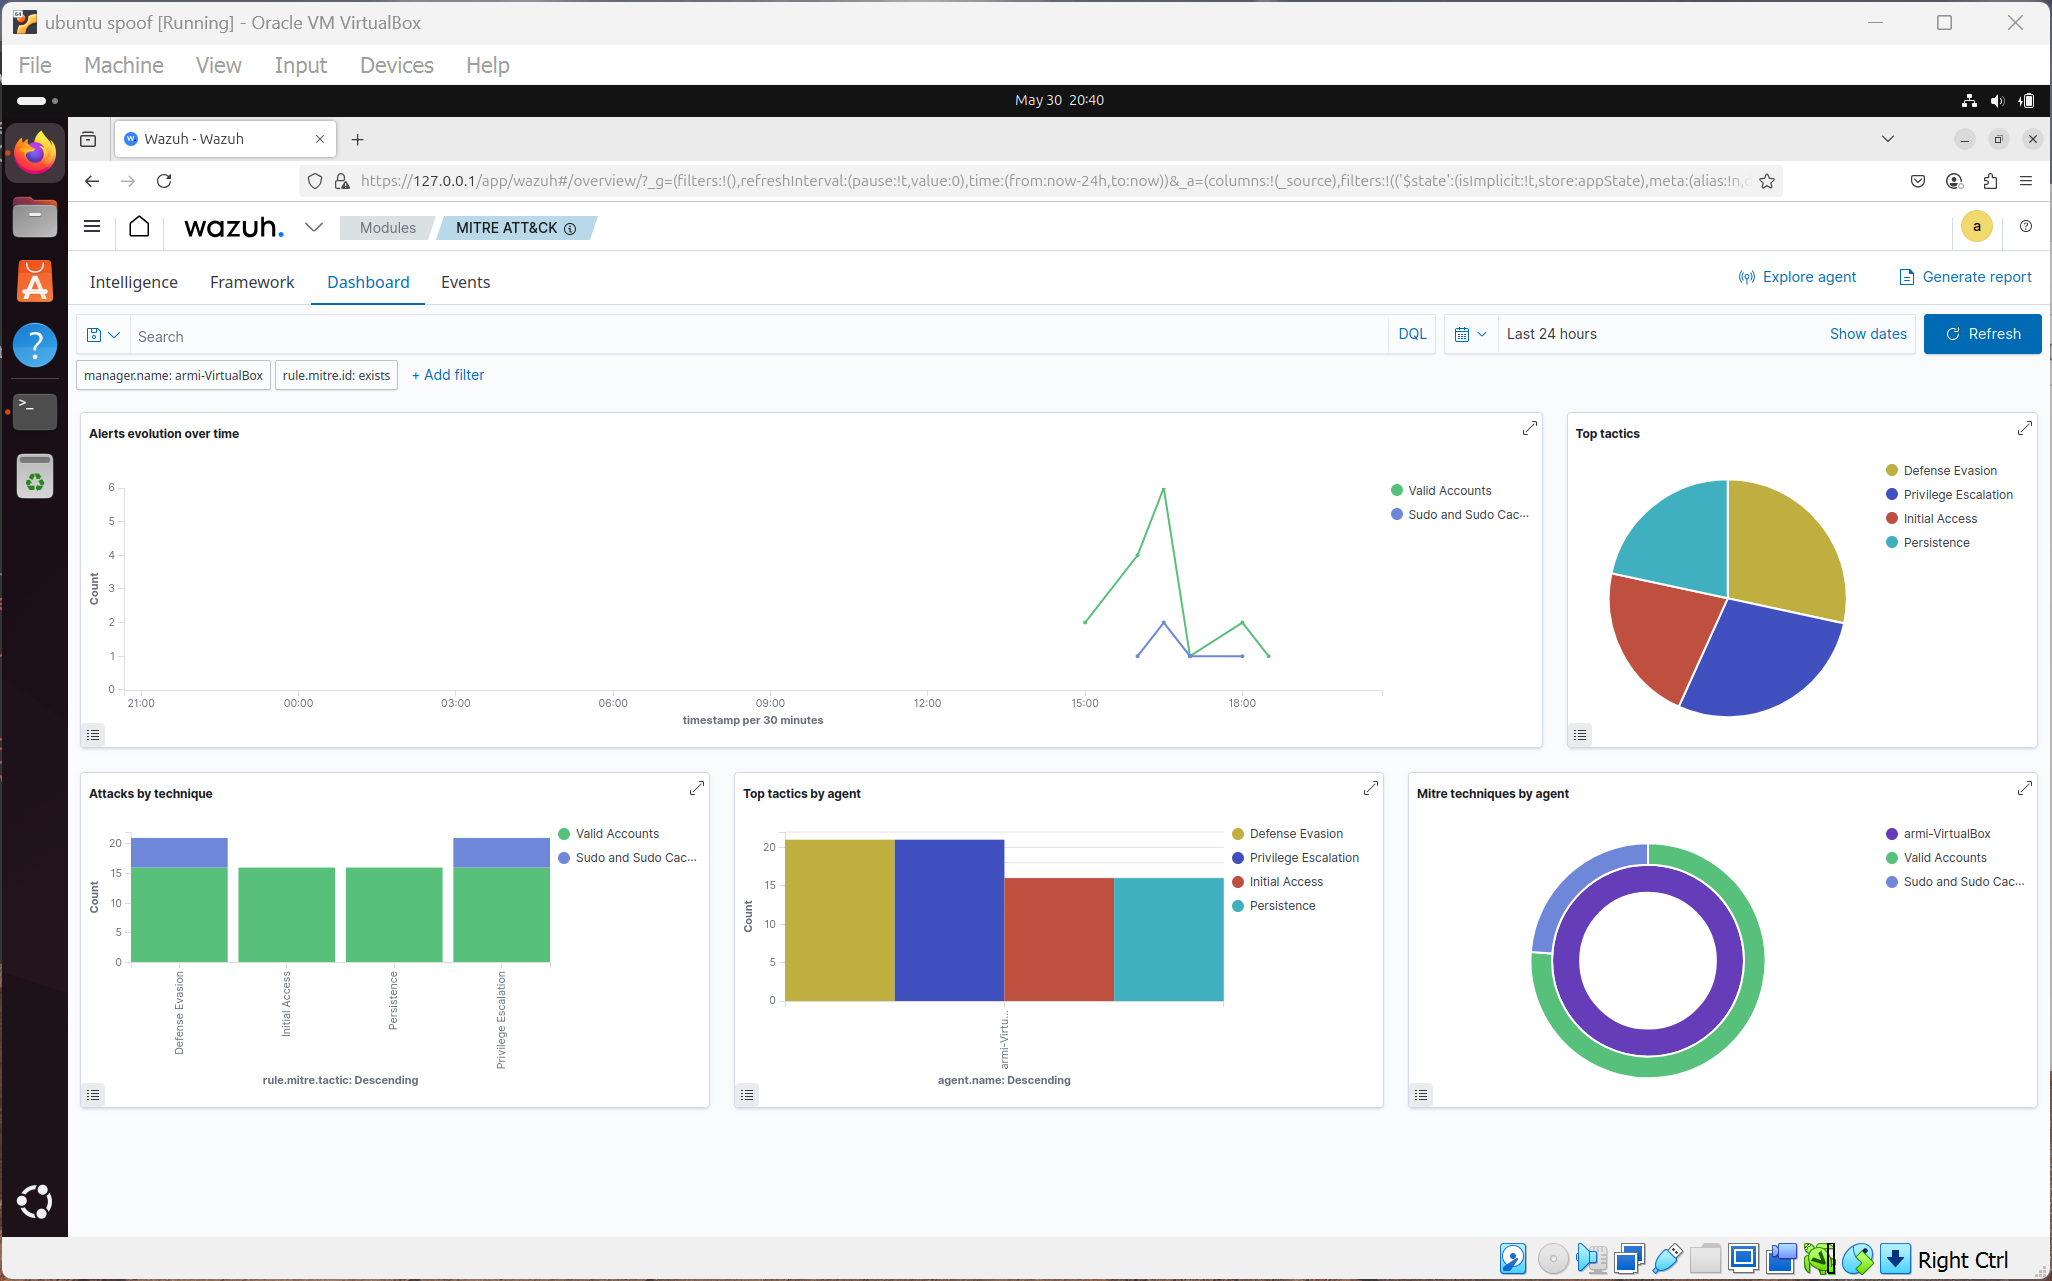 ubuntu spoof [Running] - Oracle VM VirtualBox
File Machine View Input Devices Help
May 30 20:40
Wazuh - Wazuh
https://127.0.0.1/app/wazuh#/overview/?_g=(filters:!(),refreshInterval:(pause:!t,value:0),time:(from:now-24h,to:now))&_a=(columns:!(_source),filters:!(('$state':(isImplicit:!t,store:appState),meta:(alias:!n,
wazuh. Modules MITRE ATT&CK a
Intelligence Framework Dashboard Events Explore agent Generate report
Search DQL Last 24 hours Show dates Refresh
manager.name: armi-VirtualBox rule.mitre.id: exists + Add filter
Alerts evolution over time
6
5
4
3
2
1
0
Count
21:00 00:00 03:00 06:00 09:00 12:00 15:00 18:00
timestamp per 30 minutes
Valid Accounts
Sudo and Sudo Cac...
Top tactics
Defense Evasion
Privilege Escalation
Initial Access
Persistence
Attacks by technique
20
15
10
5
0
Count
Defense Evasion
Initial Access
Persistence
Privilege Escalation
rule.mitre.tactic: Descending
Valid Accounts
Sudo and Sudo Cac...
Top tactics by agent
20
15
10
5
0
Count
armi-Virtu...
agent.name: Descending
Defense Evasion
Privilege Escalation
Initial Access
Persistence
Mitre techniques by agent
armi-VirtualBox
Valid Accounts
Sudo and Sudo Cac...
Right Ctrl